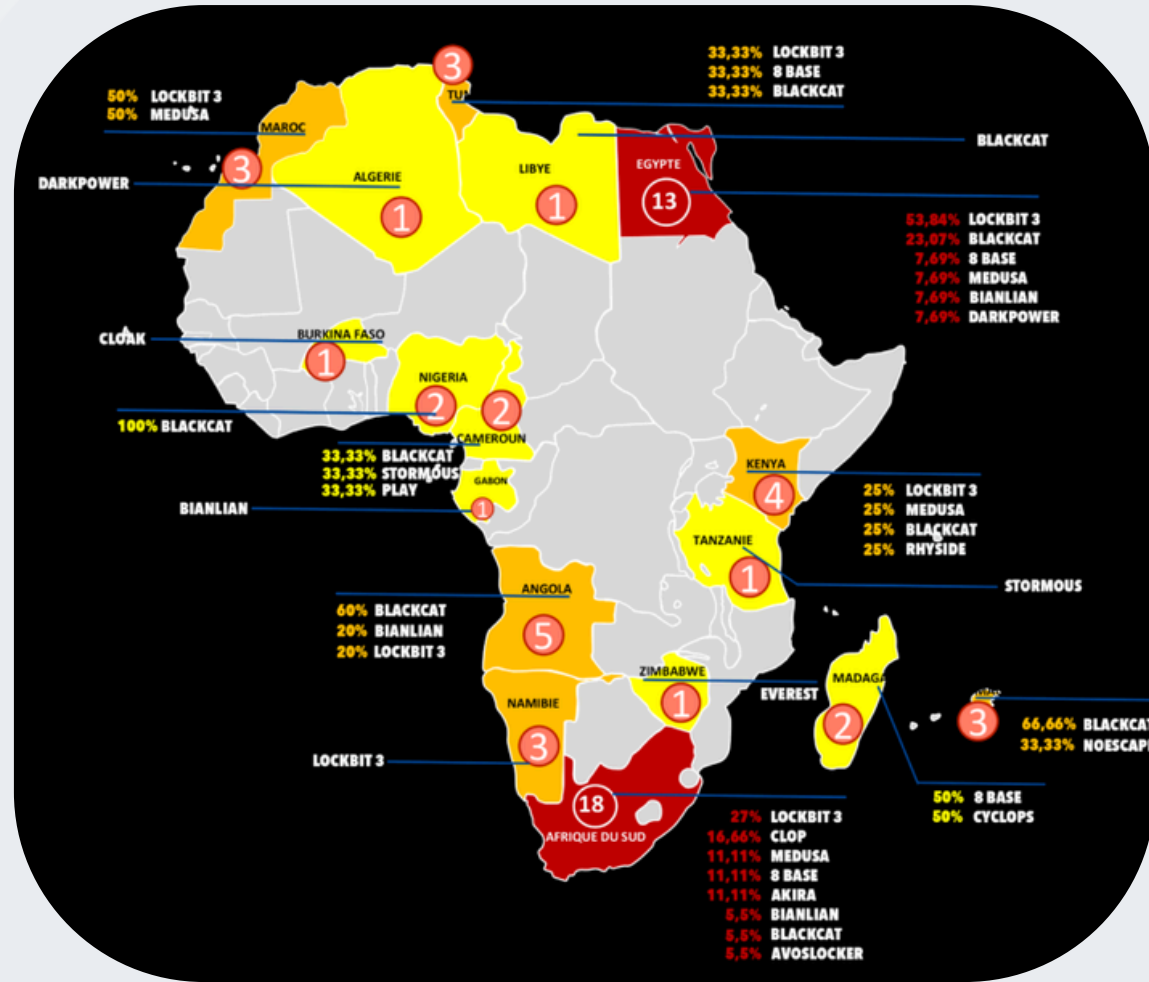 3
33,33% LOCKBIT 3
33,33% 8 BASE
33,33% BLACKCAT
50% LOCKBIT 3
50% MEDUSA
TU
MAROC
3
BLACKCAT
DARKPOWER
ALGERIE
1
LIBYE
1
EGYPTE
13
53,84% LOCKBIT 3
23,07% BLACKCAT
7,69% 8 BASE
7,69% MEDUSA
7,69% BIANLIAN
7,69% DARKPOWER
CLOAK
BURKINA FASO
1
NIGERIA
2
2
CAMEROUN
100% BLACKCAT
33,33% BLACKCAT
33,33% STORMOUS
33,33% PLAY
GABON
1
BIANLIAN
KENYA
4
25% LOCKBIT 3
25% MEDUSA
25% BLACKCAT
25% RHYSIDE
TANZANIE
1
STORMOUS
ANGOLA
5
60% BLACKCAT
20% BIANLIAN
20% LOCKBIT 3
ZIMBABWE
1
EVEREST
MADAGA
2
3
66,66% BLACKCAT
33,33% NOESCAP
NAMIBIE
3
LOCKBIT 3
50% 8 BASE
50% CYCLOPS
18
AFRIQUE DU SUD
27% LOCKBIT 3
16,66% CLOP
11,11% MEDUSA
11,11% 8 BASE
11,11% AKIRA
5,5% BIANLIAN
5,5% BLACKCAT
5,5% AVOSLOCKER